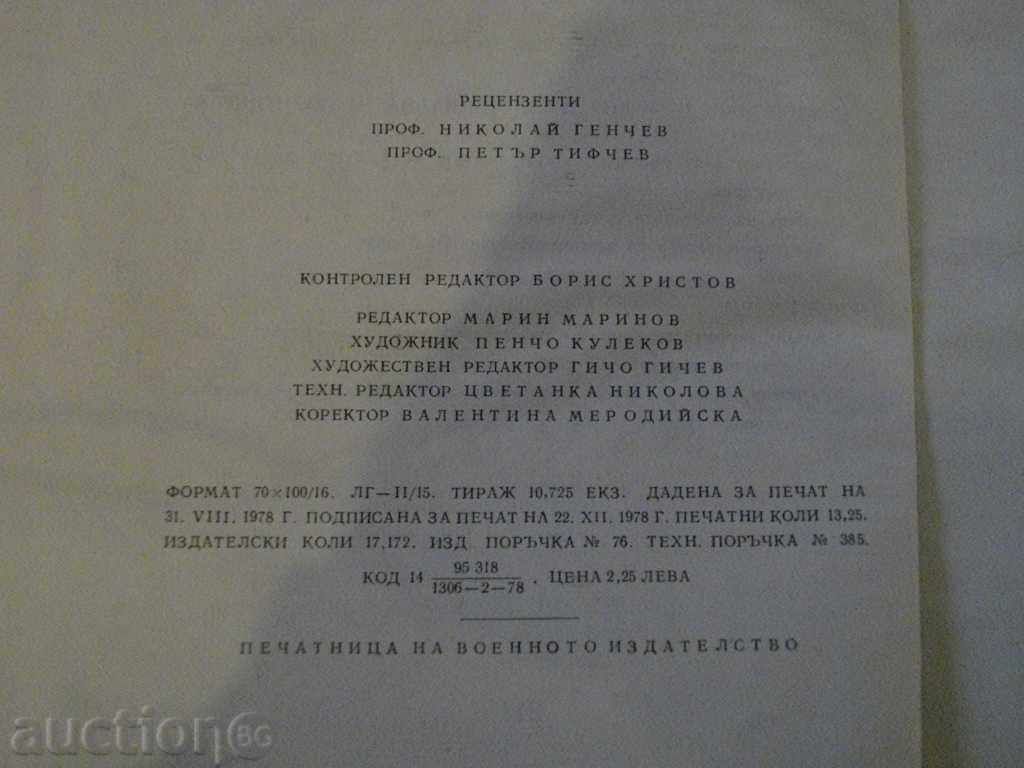 РЕЦЕНЗЕНТИ
ПРОФ. НИКОЛАЙ ГЕНЧЕВ
ПРОФ. ПЕТЪР ТИФЧЕВ
КОНТРОЛЕН РЕДАКТОР БОРИС ХРИСТОВ
РЕДАКТОР МАРИН МАРИНОВ
ХУДОЖНИК ПЕНЧО КУЛЕКОВ
ХУДОЖЕСТВЕН РЕДАКТОР ГИЧО ГИЧЕВ
ТЕХН. РЕДАКТОР ЦВЕТАНКА НИКОЛОВА
КОРЕКТОР ВАЛЕНТИНА МЕРОДИЙСКА
ФОРМАТ 70×100/16. ЛГ—II/15. ТИРАЖ 10,725 ЕКЗ. ДАДЕНА ЗА ПЕЧАТ НА
31. VIII. 1978 Г. ПОДПИСАНА ЗА ПЕЧАТ НА 22. XII. 1978 Г. ПЕЧАТНИ КОЛИ 13,25.
ИЗДАТЕЛСКИ КОЛИ 17,172. ИЗД. ПОРЪЧКА № 76. ТЕХН. ПОРЪЧКА № 385.
КОД 14 95 318 / 1306—2—78 . ЦЕНА 2,25 ЛЕВА
ПЕЧАТНИЦА НА ВОЕННОТО ИЗДАТЕЛСТВО
auction BG